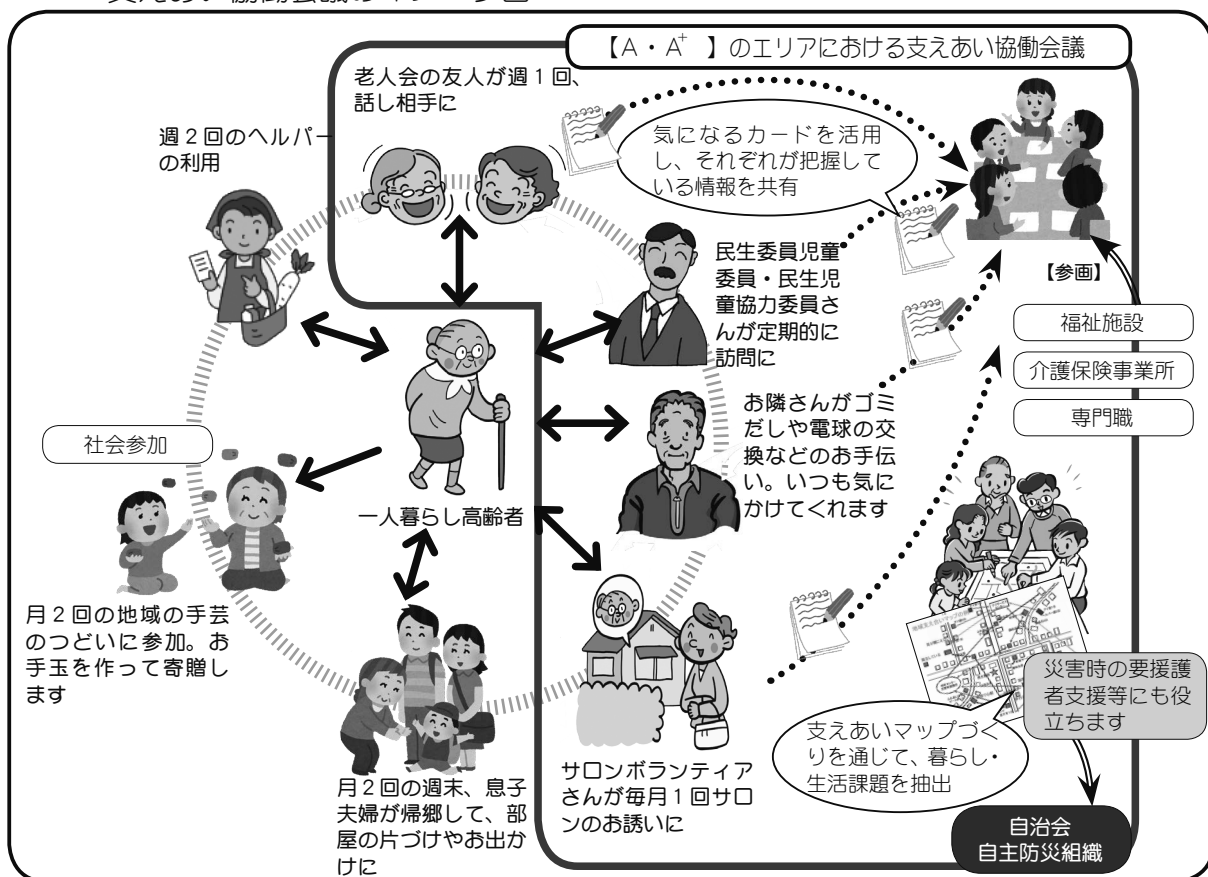 【A・A⁺】のエリアにおける支えあい協働会議
老人会の友人が週1回、
話し相手に
週2回のヘルパー
の利用
気になるカードを活用
し、それぞれが把握して
いる情報を共有
民生委員児童
委員・民生児
童協力委員さ
んが定期的に
訪問に
【参画】
福祉施設
介護保険事業所
専門職
お隣さんがゴミ
だしや電球の交
換などのお手伝
い。いつも気に
かけてくれます
社会参加
一人暮らし高齢者
月2回の地域の手芸
のつどいに参加。お
手玉を作って寄贈し
ます
月2回の週末、息子
夫婦が帰郷して、部
屋の片づけやお出か
けに
サロンボランティア
さんが毎月1回サロ
ンのお誘いに
支えあいマップづく
りを通じて、暮らし・
生活課題を抽出
災害時の要援護
者支援等にも役
立ちます
自治会
自主防災組織